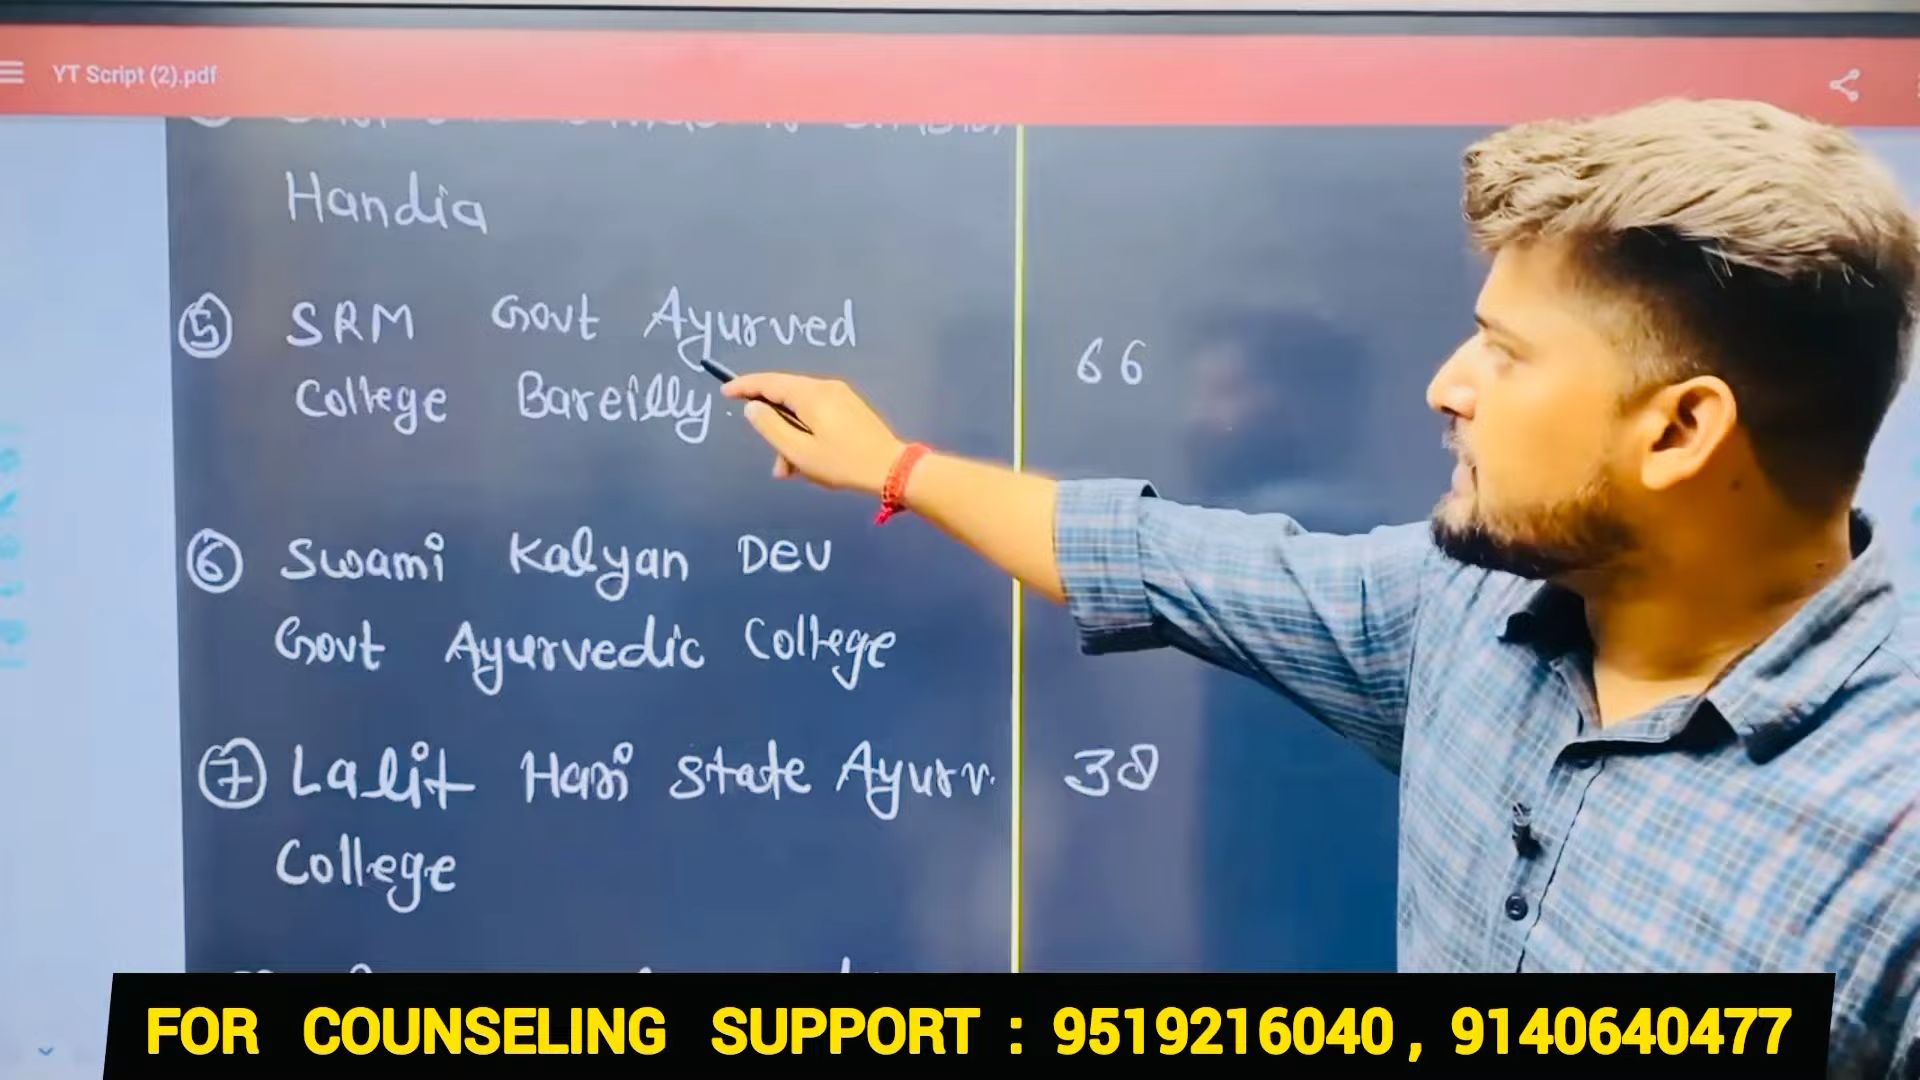 YT Script (2).pdf
Handia
⑤ SRM Govt Ayurved 66
College Bareilly.
⑥ Swami Kalyan Dev
Govt Ayurvedic College
⑦ Lalit Hari State Ayurv. 38
College
FOR COUNSELING SUPPORT : 9519216040, 9140640477